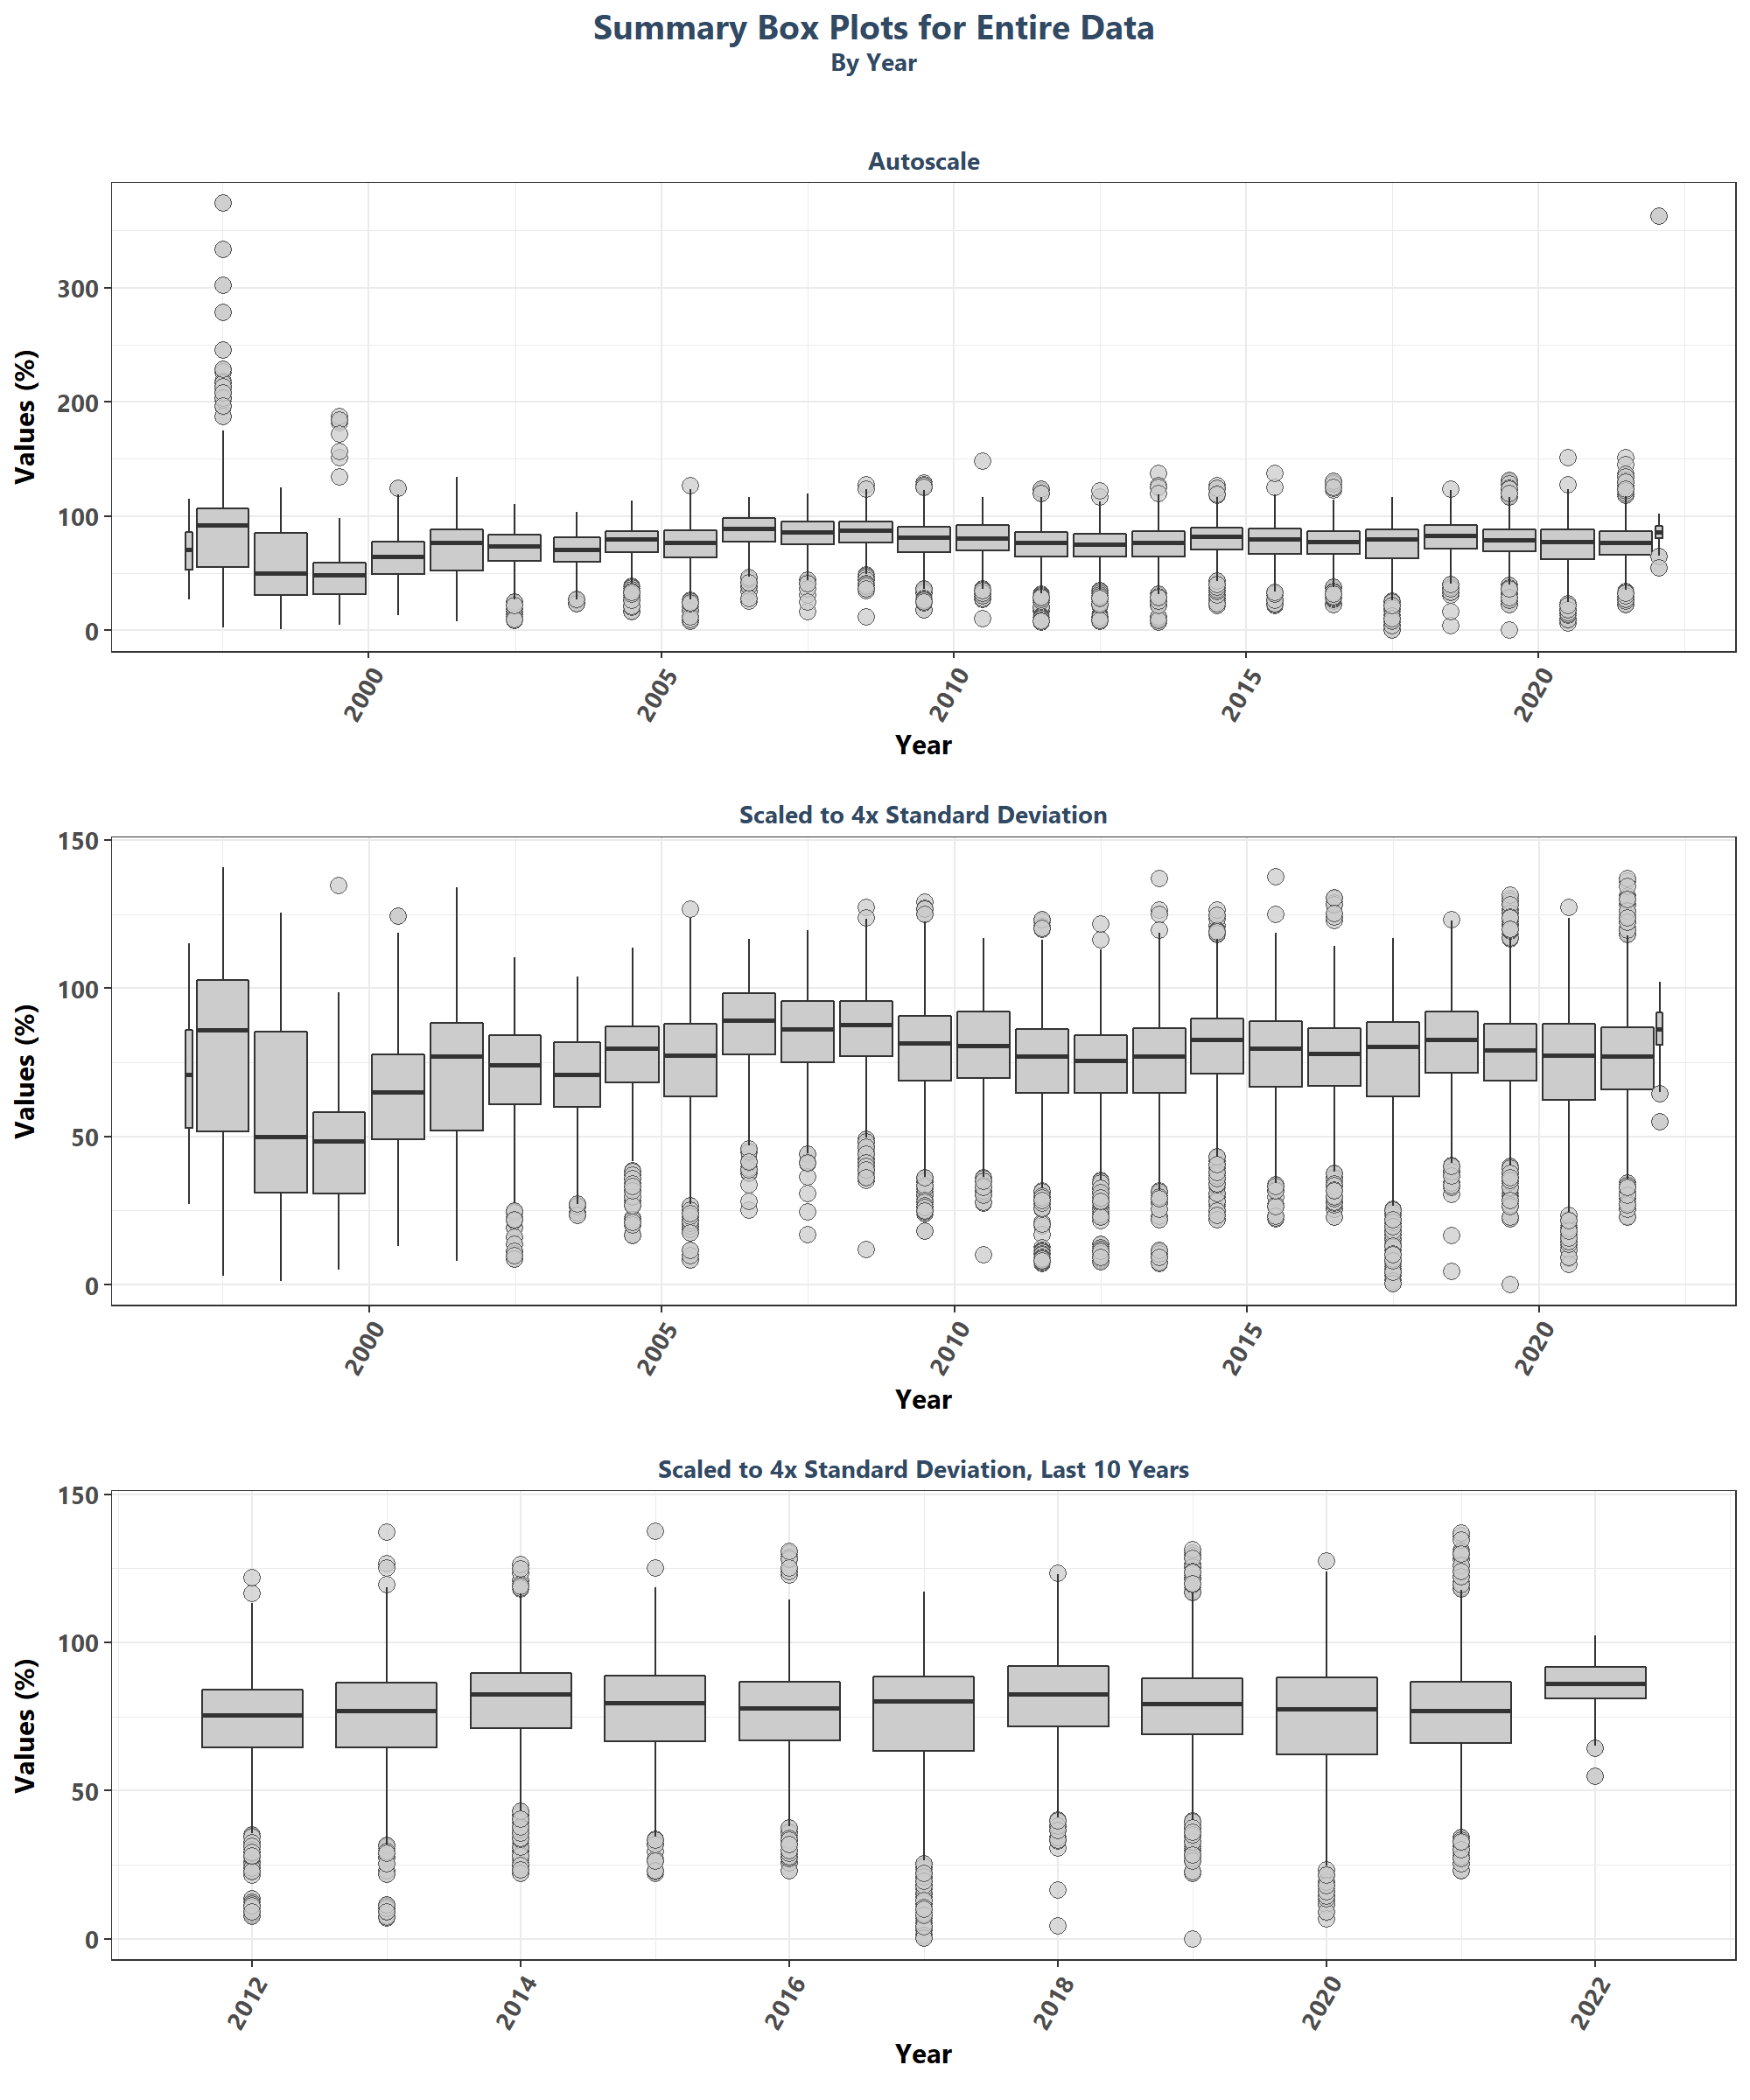 Summary Box Plots for Entire Data
By Year
Autoscale
Values (%)
300
200
100
0
2000 2005 2010 2015 2020
Year
Scaled to 4x Standard Deviation
Values (%)
150
100
50
0
2000 2005 2010 2015 2020
Year
Scaled to 4x Standard Deviation, Last 10 Years
Values (%)
150
100
50
0
2012 2014 2016 2018 2020 2022
Year